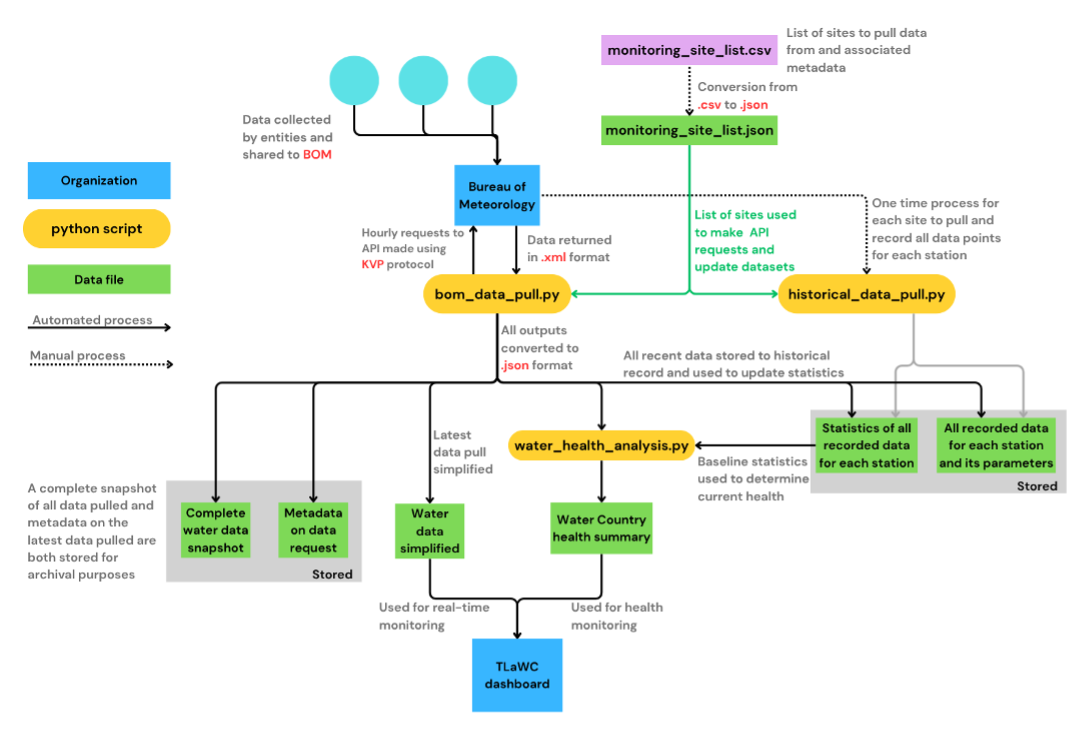 monitoring_site_list.csv
List of sites to pull data
from and associated
metadata
Conversion from
.csv to .json
monitoring_site_list.json
Data collected
by entities and
shared to BOM
Organization
python script
Data file
Automated process
Manual process
Bureau of
Meteorology
Hourly requests to
API made using
KVP protocol
Data returned
in .xml format
List of sites used
to make API
requests and
update datasets
One time process for
each site to pull and
record all data points
for each station
bom_data_pull.py
historical_data_pull.py
All outputs
converted to
.json format
All recent data stored to historical
record and used to update statistics
Latest
data pull
simplified
water_health_analysis.py
Statistics of all
recorded data
for each station
All recorded data
for each station
and its parameters
Stored
Baseline statistics
used to determine
current health
A complete snapshot
of all data pulled and
metadata on the
latest data pulled are
both stored for
archival purposes
Complete
water data
snapshot
Metadata
on data
request
Stored
Water
data
simplified
Water Country
health summary
Used for real-time
monitoring
Used for health
monitoring
TLaWC
dashboard